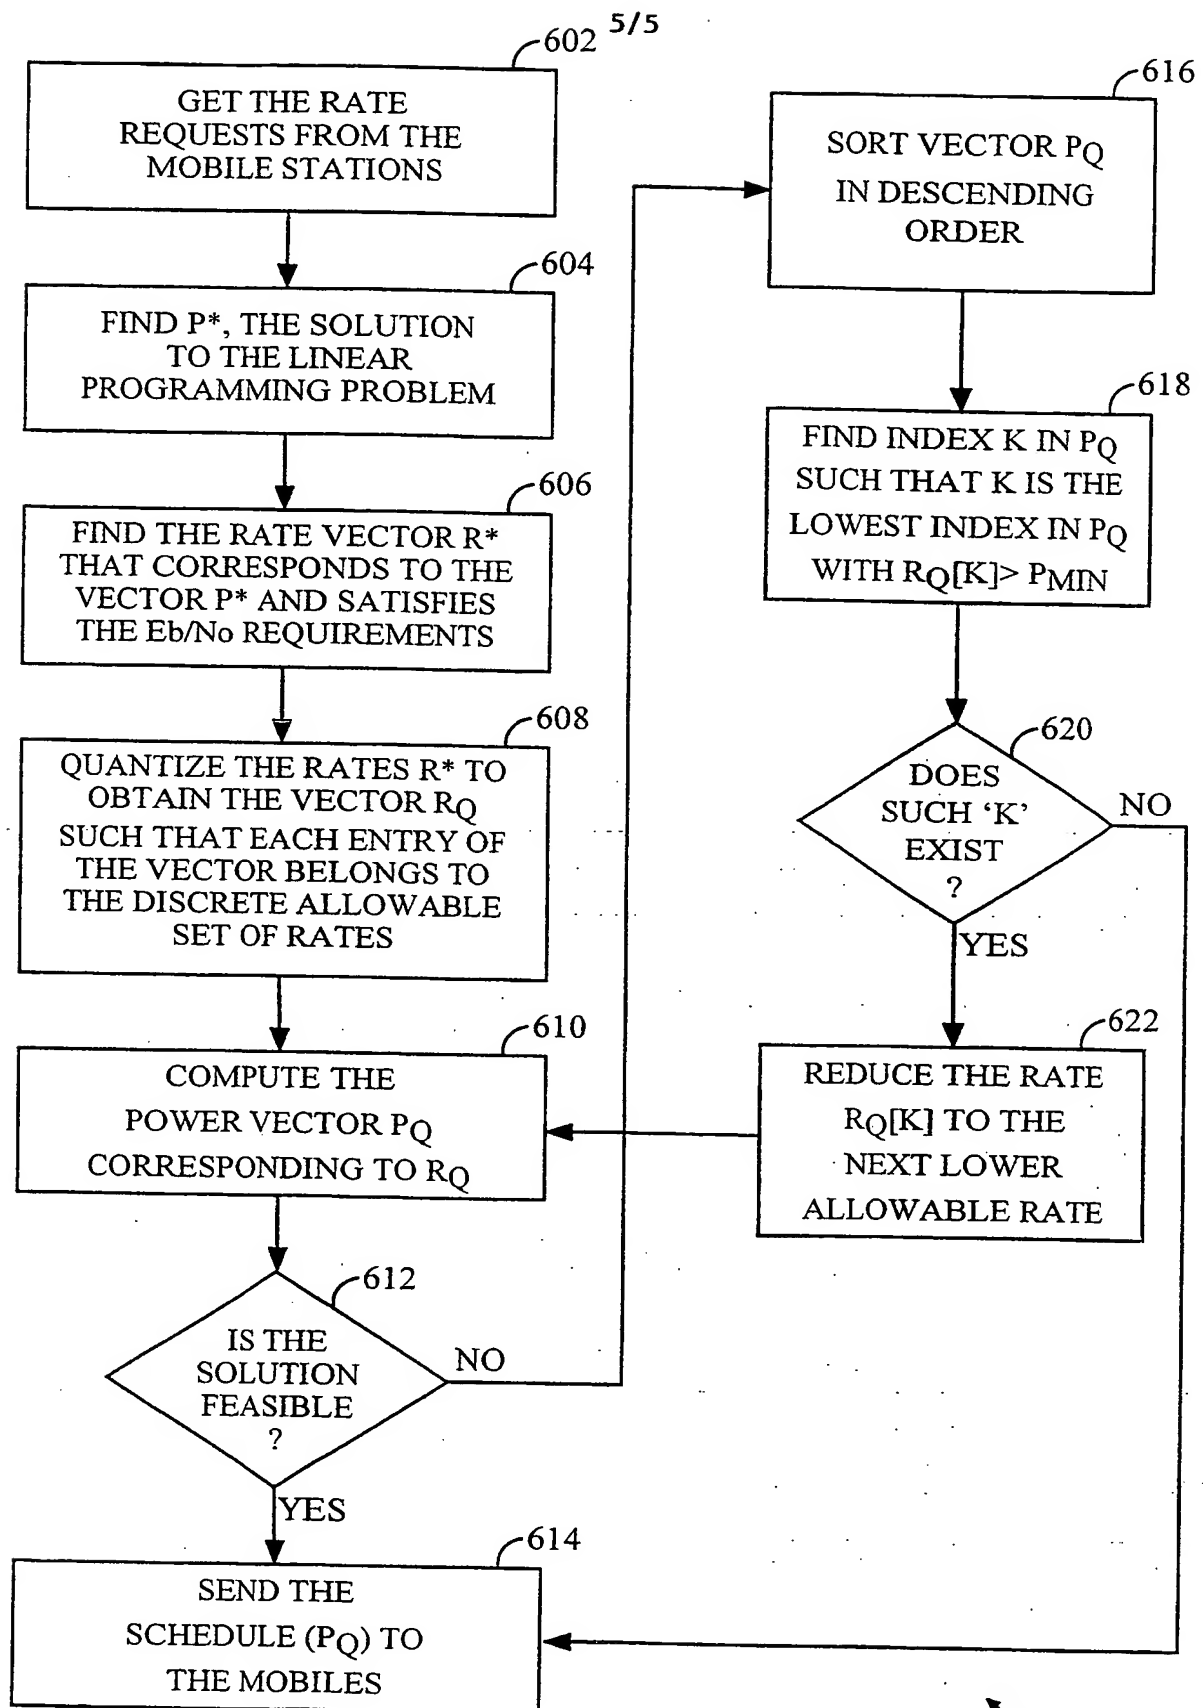 5/5
602
GET THE RATE
REQUESTS FROM THE
MOBILE STATIONS
604
FIND P*, THE SOLUTION
TO THE LINEAR
PROGRAMMING PROBLEM
606
FIND THE RATE VECTOR R*
THAT CORRESPONDS TO THE
VECTOR P* AND SATISFIES
THE Eb/No REQUIREMENTS
608
QUANTIZE THE RATES R* TO
OBTAIN THE VECTOR RQ
SUCH THAT EACH ENTRY OF
THE VECTOR BELONGS TO
THE DISCRETE ALLOWABLE
SET OF RATES
610
COMPUTE THE
POWER VECTOR PQ
CORRESPONDING TO RQ
612
IS THE
SOLUTION
FEASIBLE
?
NO
YES
614
SEND THE
SCHEDULE (PQ) TO
THE MOBILES
616
SORT VECTOR PQ
IN DESCENDING
ORDER
618
FIND INDEX K IN PQ
SUCH THAT K IS THE
LOWEST INDEX IN PQ
WITH RQ[K]> PMIN
620
DOES
SUCH ‘K’
EXIST
?
NO
YES
622
REDUCE THE RATE
RQ[K] TO THE
NEXT LOWER
ALLOWABLE RATE